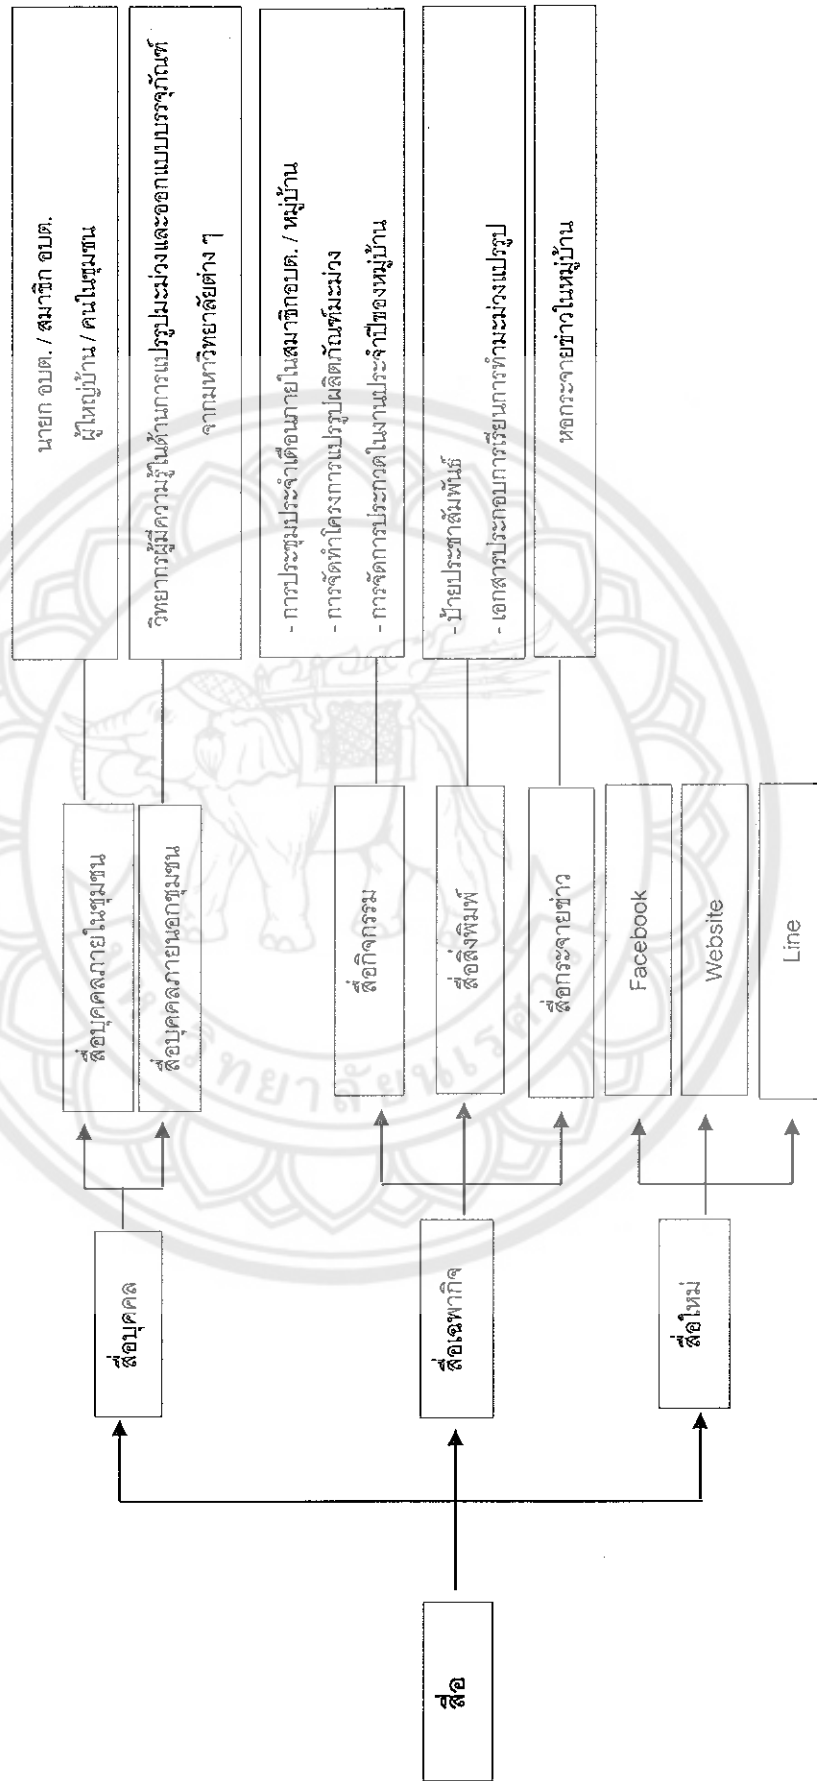 สื่อ
สื่อบุคคล
สื่อบุคคลภายในชุมชน
นายก อบต. / สมาชิก อบต.
ผู้ใหญ่บ้าน / คนในชุมชน
สื่อบุคคลภายนอกชุมชน
วิทยากรผู้มีความรู้ในด้านการแปรรูปมะม่วงและออกแบบบรรจุภัณฑ์
จากมหาวิทยาลัยต่าง ๆ
สื่อเฉพากิจ
สื่อกิจกรรม
- การประชุมประจำเดือนภายในสมาชิกอบต. / หมู่บ้าน
- การจัดทำโครงการแปรรูปผลิตภัณฑ์มะม่วง
- การจัดการประกวดในงานประจำปีของหมู่บ้าน
สื่อสิ่งพิมพ์
- ป้ายประชาสัมพันธ์
- เอกสารประกอบการเรียนการทำมะม่วงแปรรูป
สื่อกระจายข่าว
หอกระจายข่าวในหมู่บ้าน
สื่อใหม่
Facebook
Website
Line
มหาวิทยาลัยนเรศวร